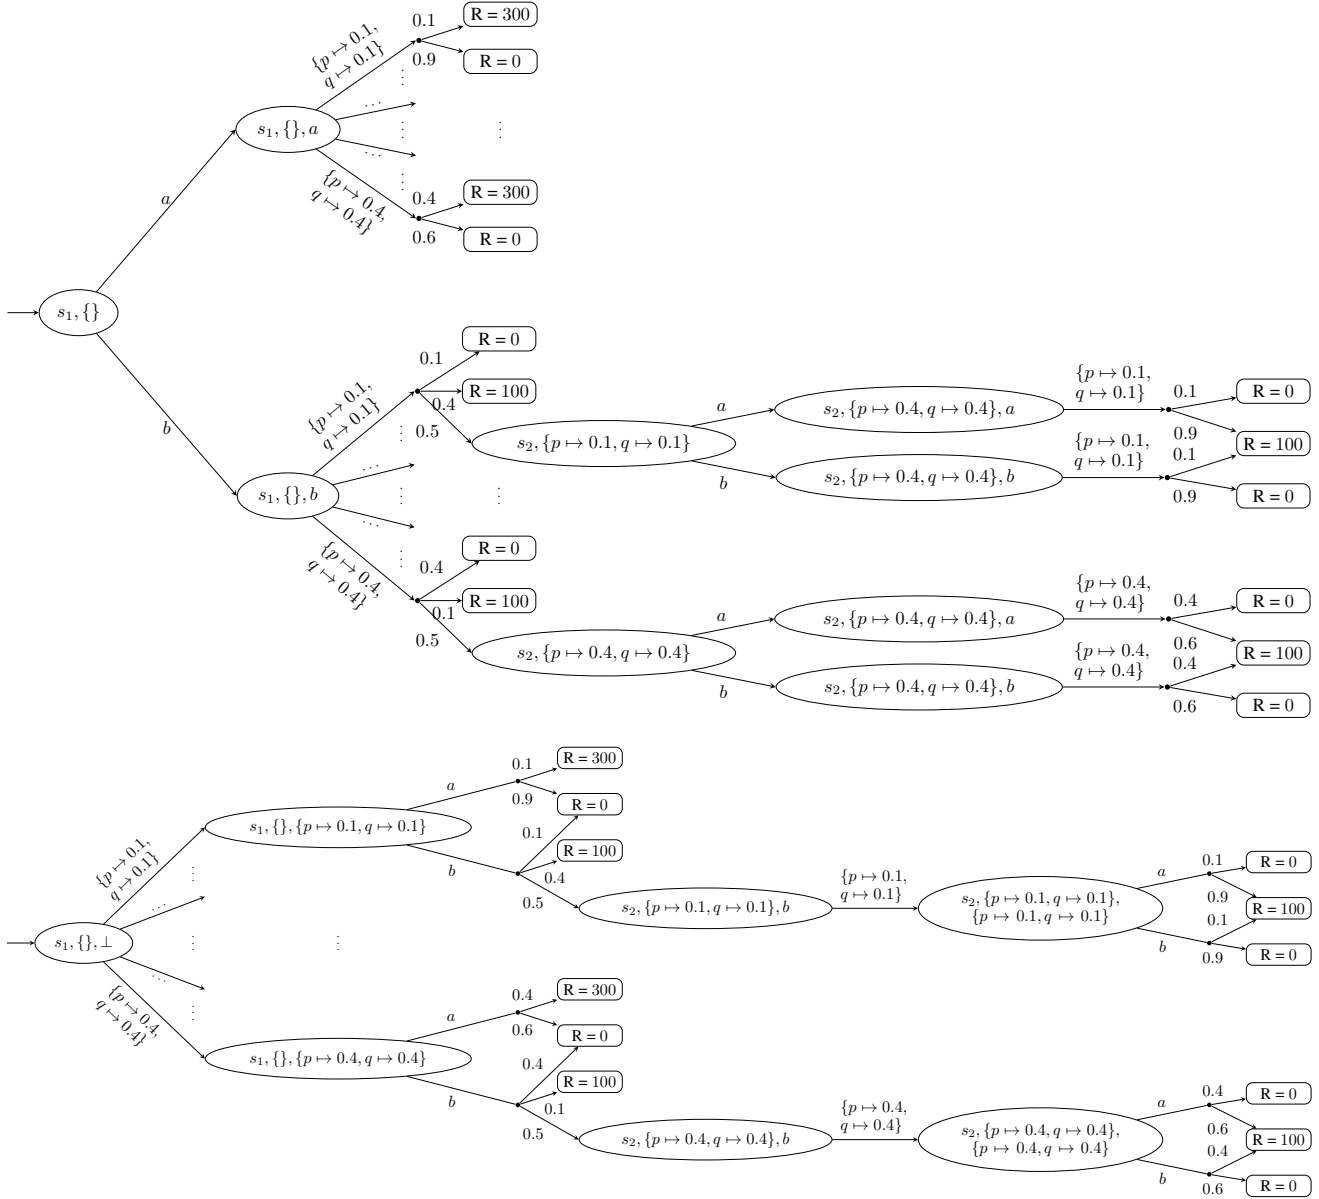 0.1
R = 300
{p ↦ 0.1,
q ↦ 0.1}
0.9
R = 0
⋮
…
s₁, {}, a
⋮
⋮
…
⋮
{p ↦ 0.4,
q ↦ 0.4}
0.4
R = 300
0.6
R = 0
a
s₁, {}
b
R = 0
0.1
{p ↦ 0.1,
q ↦ 0.1}
R = 100
0.4
0.5
s₂, {p ↦ 0.1, q ↦ 0.1}
a
s₂, {p ↦ 0.4, q ↦ 0.4}, a
{p ↦ 0.1,
q ↦ 0.1}
0.1
R = 0
0.9
R = 100
b
s₂, {p ↦ 0.4, q ↦ 0.4}, b
{p ↦ 0.1,
q ↦ 0.1}
0.1
0.9
R = 0
⋮
…
s₁, {}, b
⋮
⋮
…
⋮
{p ↦ 0.4,
q ↦ 0.4}
R = 0
0.4
R = 100
0.1
0.5
s₂, {p ↦ 0.4, q ↦ 0.4}
a
s₂, {p ↦ 0.4, q ↦ 0.4}, a
{p ↦ 0.4,
q ↦ 0.4}
0.4
R = 0
0.6
R = 100
b
s₂, {p ↦ 0.4, q ↦ 0.4}, b
{p ↦ 0.4,
q ↦ 0.4}
0.4
0.6
R = 0
s₁, {}, ⊥
{p ↦ 0.1,
q ↦ 0.1}
⋮
…
⋮
⋮
…
⋮
{p ↦ 0.4,
q ↦ 0.4}
s₁, {}, {p ↦ 0.1, q ↦ 0.1}
a
0.1
R = 300
0.9
R = 0
b
0.1
R = 100
0.4
0.5
s₂, {p ↦ 0.1, q ↦ 0.1}, b
{p ↦ 0.1,
q ↦ 0.1}
s₂, {p ↦ 0.1, q ↦ 0.1},
{p ↦ 0.1, q ↦ 0.1}
a
0.1
R = 0
0.9
R = 100
b
0.1
0.9
R = 0
s₁, {}, {p ↦ 0.4, q ↦ 0.4}
a
0.4
R = 300
0.6
R = 0
b
0.4
R = 100
0.1
0.5
s₂, {p ↦ 0.4, q ↦ 0.4}, b
{p ↦ 0.4,
q ↦ 0.4}
s₂, {p ↦ 0.4, q ↦ 0.4},
{p ↦ 0.4, q ↦ 0.4}
a
0.4
R = 0
0.6
R = 100
b
0.4
0.6
R = 0